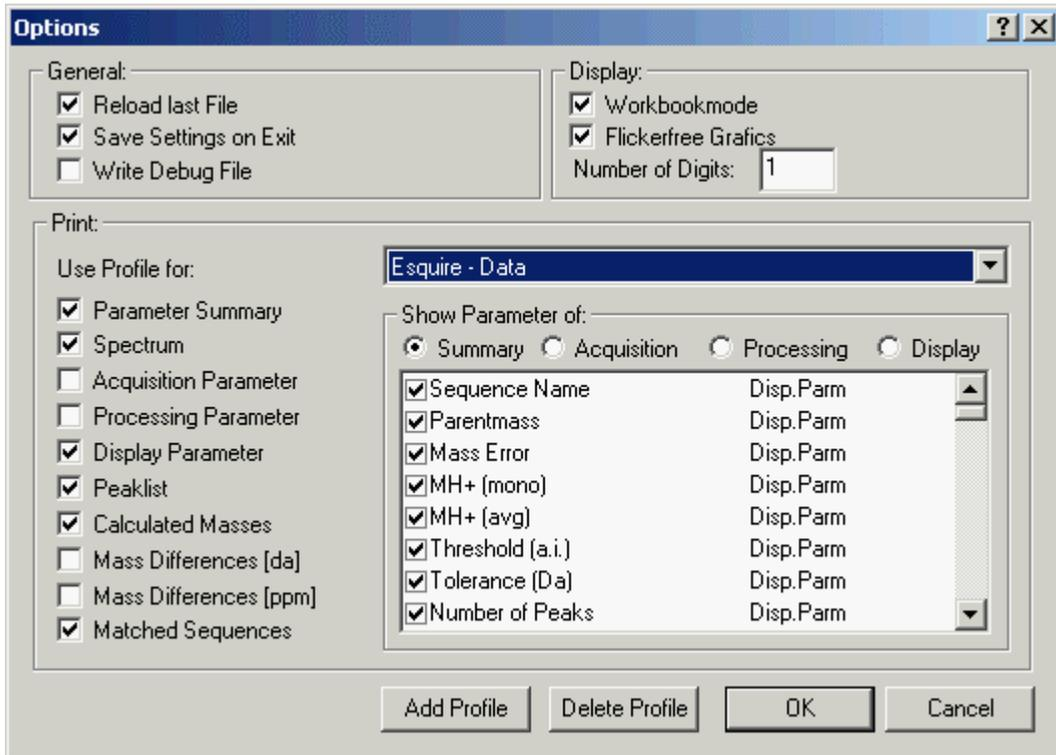 Options
General:
Reload last File
Save Settings on Exit
Write Debug File
Display:
Workbookmode
Flickerfree Grafics
Number of Digits: 1
Print:
Use Profile for: Esquire - Data
Parameter Summary
Spectrum
Acquisition Parameter
Processing Parameter
Display Parameter
Peaklist
Calculated Masses
Mass Differences [da]
Mass Differences [ppm]
Matched Sequences
Show Parameter of:
Summary Acquisition Processing Display
Sequence Name Disp.Parm
Parentmass Disp.Parm
Mass Error Disp.Parm
MH+ (mono) Disp.Parm
MH+ (avg) Disp.Parm
Threshold (a.i.) Disp.Parm
Tolerance (Da) Disp.Parm
Number of Peaks Disp.Parm
Add Profile Delete Profile OK Cancel